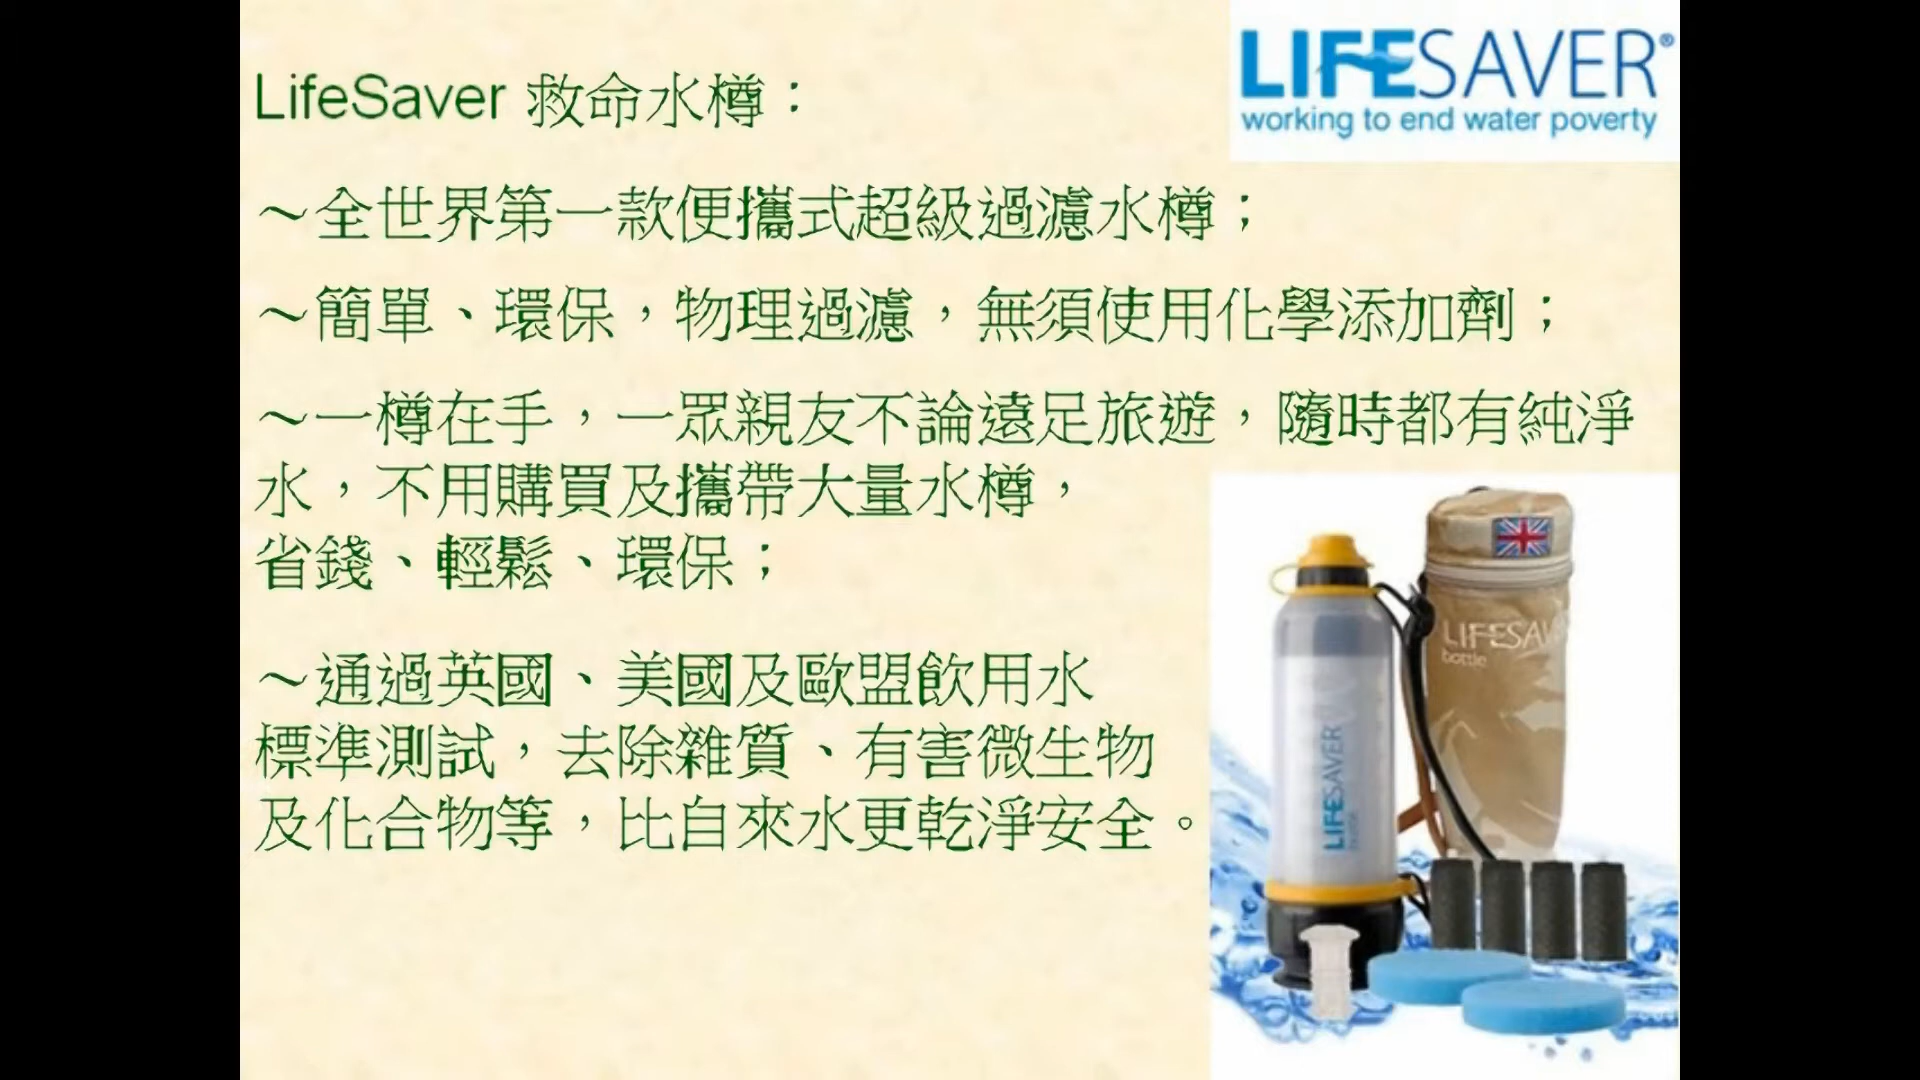 LIFESAVER®
working to end water poverty
LifeSaver 救命水樽：
～全世界第一款便攜式超級過濾水樽；
～簡單、環保，物理過濾，無須使用化學添加劑；
～一樽在手，一眾親友不論遠足旅遊，隨時都有純淨
水，不用購買及攜帶大量水樽，
省錢、輕鬆、環保；
～通過英國、美國及歐盟飲用水
標準測試，去除雜質、有害微生物
及化合物等，比自來水更乾淨安全。
LIFESAVER
LIFESAV
bottle